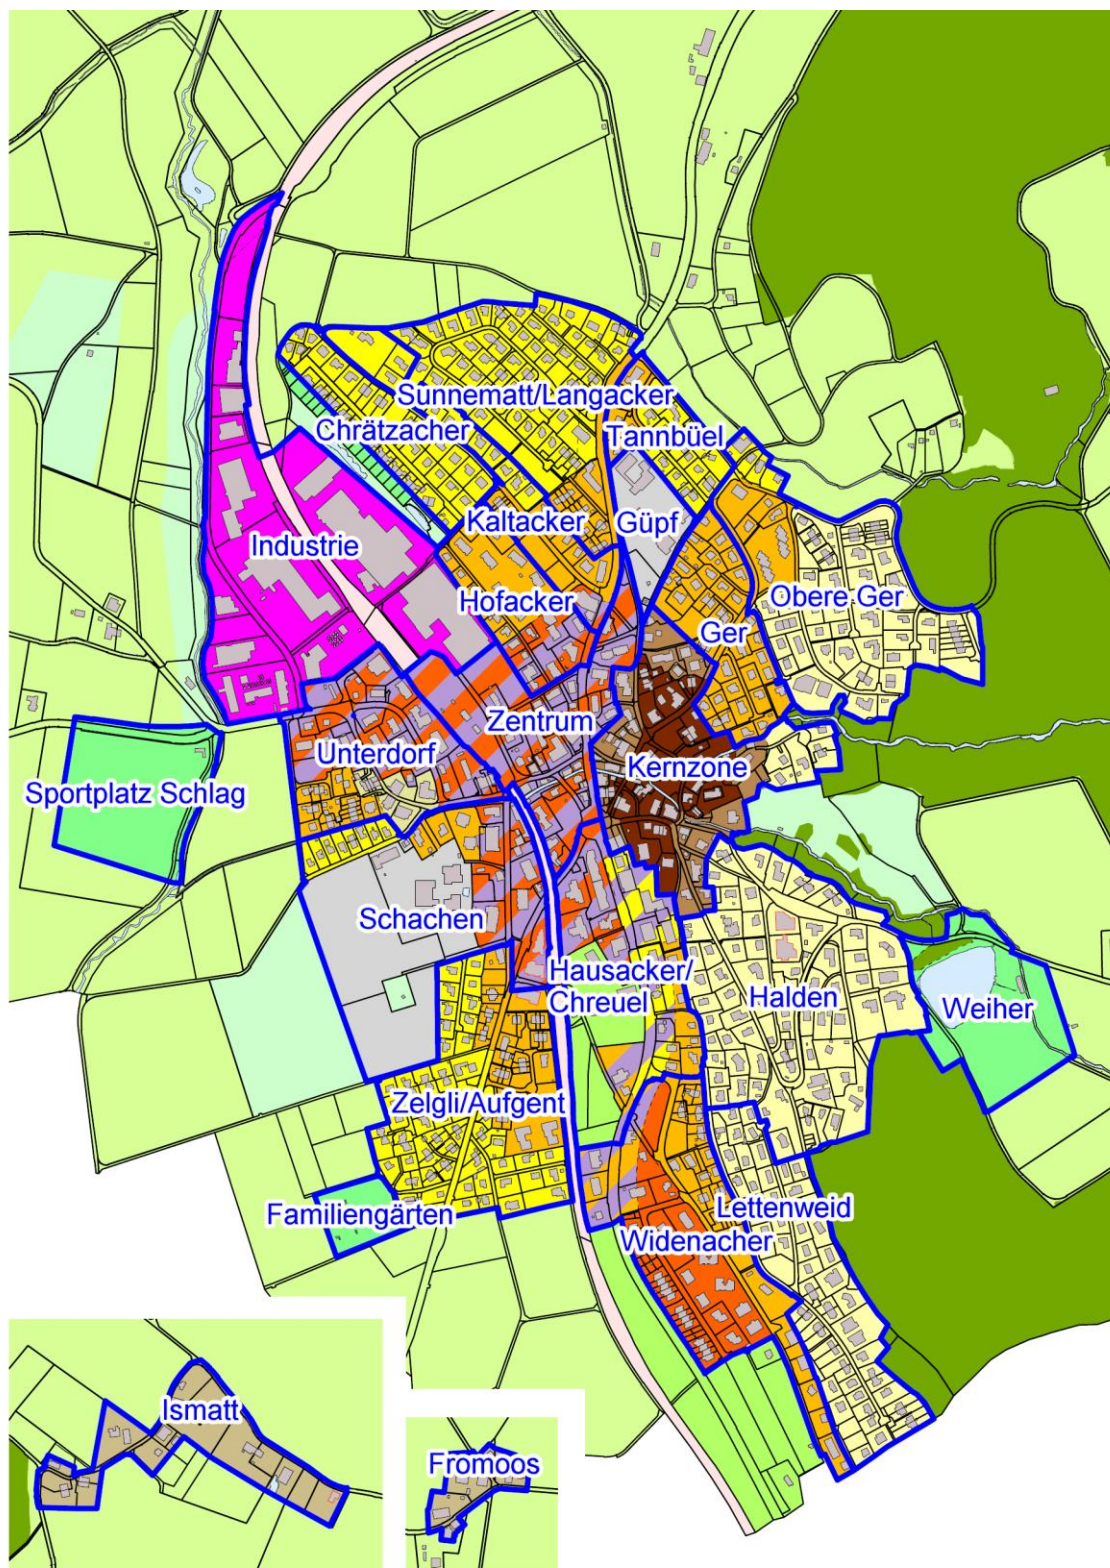 Sunnematt/Langacker
Chrätzacher
Tannbüel
Kaltacker
Güpf
Industrie
Hofacker
Obere Ger
Ger
Zentrum
Unterdorf
Kernzone
Sportplatz Schlag
Schachen
Hausacker/
Chreuel
Halden
Weiher
Zelgli/Aufgent
Familiengärten
Lettenweid
Widenacher
Ismatt
Fromoos